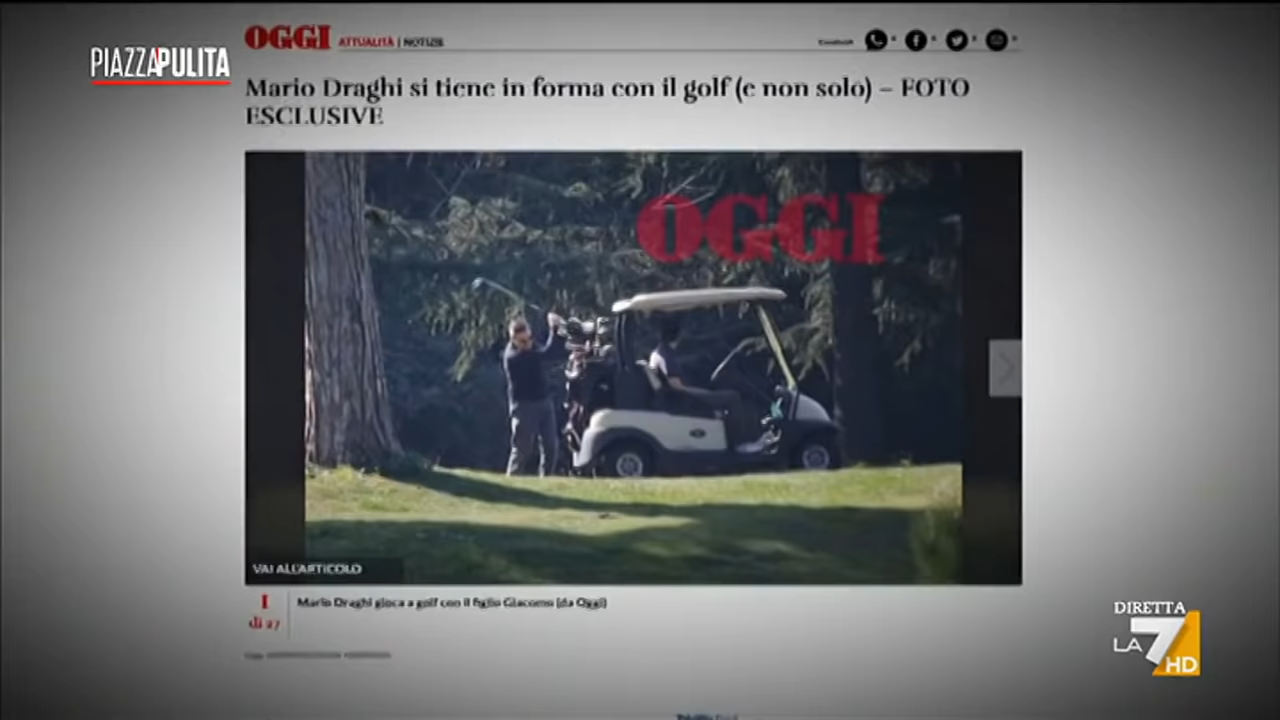 OGGI ATTUALITÀ | NOTIZIE
Condividi
PIAZZAPULITA
Mario Draghi si tiene in forma con il golf (e non solo) – FOTO
ESCLUSIVE
OGGI
VAI ALL'ARTICOLO
1
di 27
Mario Draghi gioca a golf con il figlio Giacomo (da Oggi)
DIRETTA
LA 7
HD